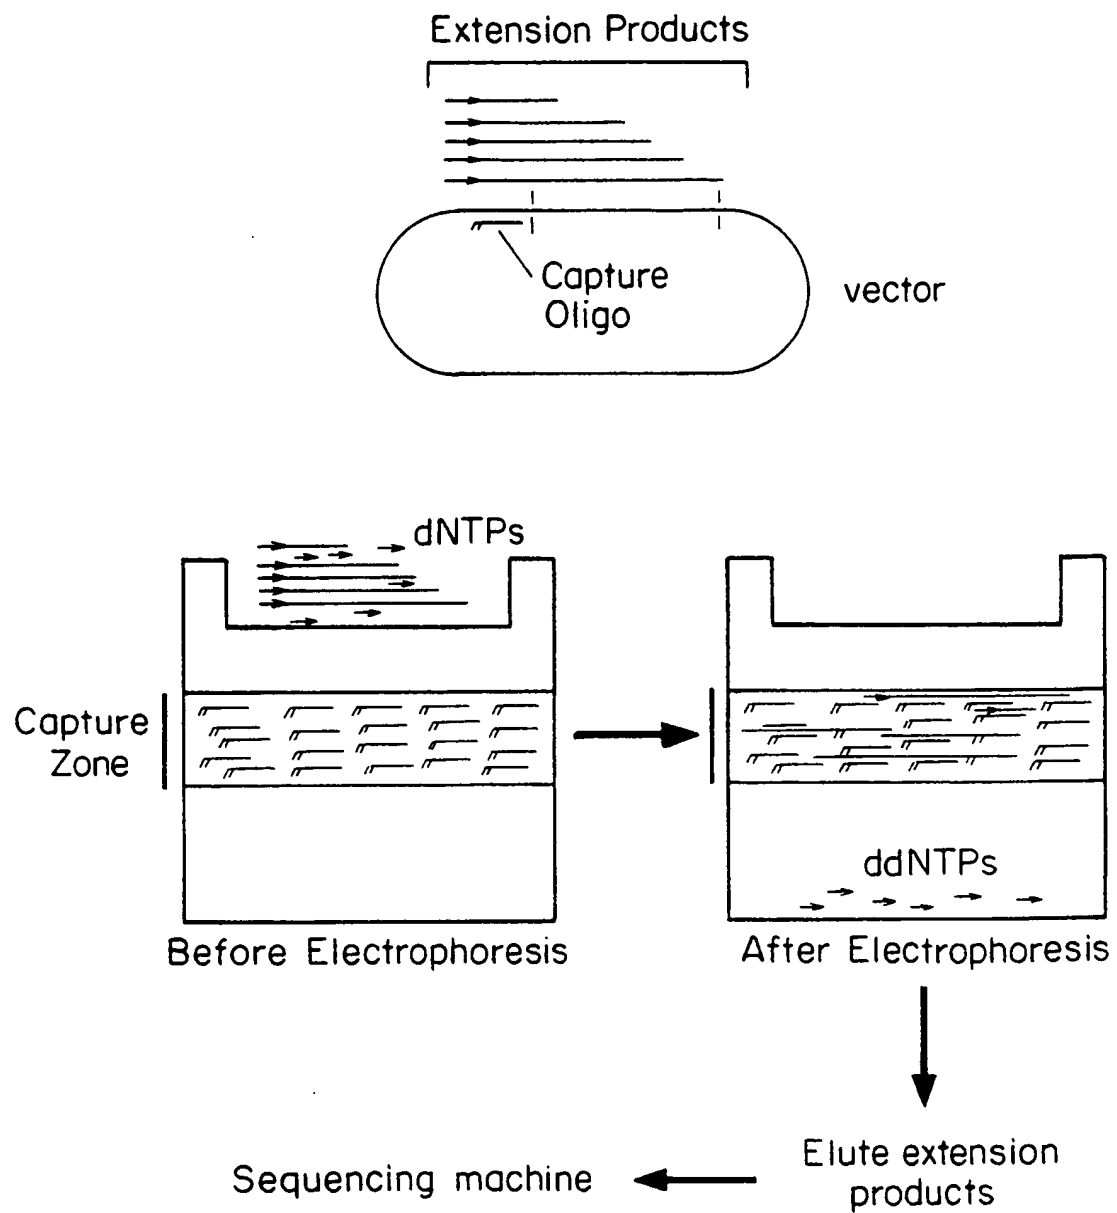 Extension Products
Capture
Oligo
vector
dNTPs
Capture
Zone
ddNTPs
Before Electrophoresis
After Electrophoresis
Elute extension
products
Sequencing machine